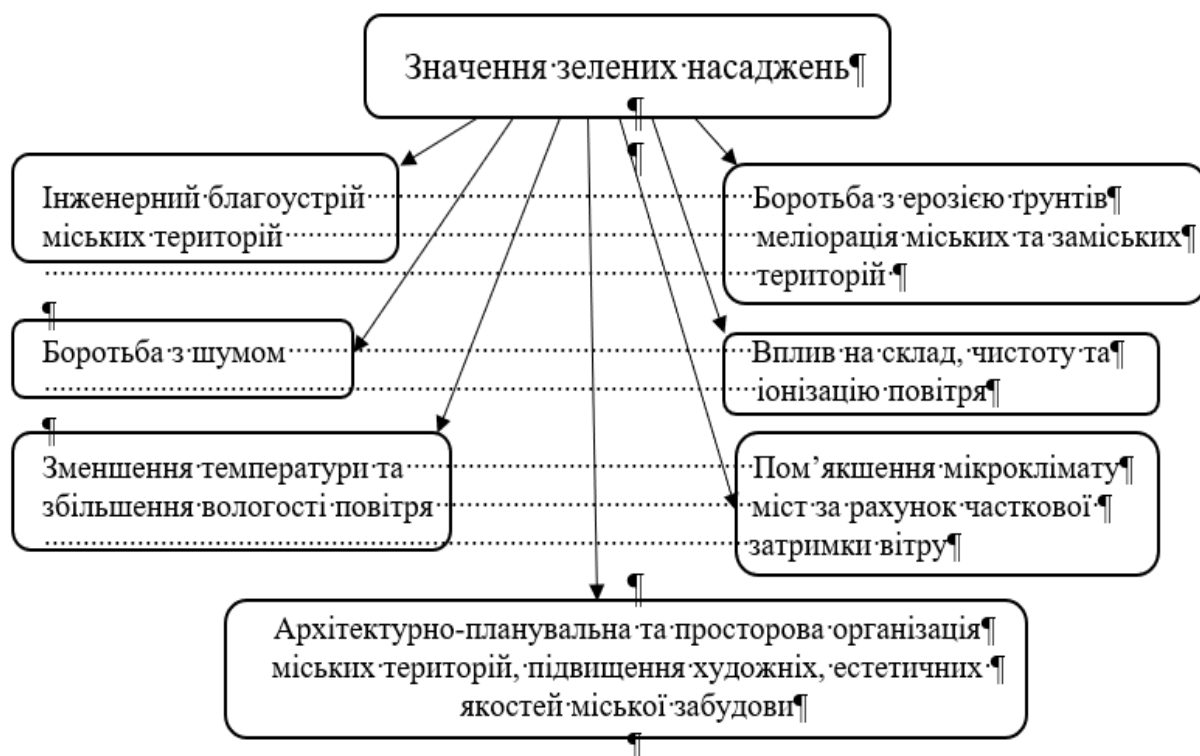 Значення зелених насаджень
Інженерний благоустрій
міських територій
Боротьба з ерозією ґрунтів
меліорація міських та заміських
територій
Боротьба з шумом
Вплив на склад, чистоту та
іонізацію повітря
Зменшення температури та
збільшення вологості повітря
Пом’якшення мікроклімату
міст за рахунок часткової
затримки вітру
Архітектурно-планувальна та просторова організація
міських територій, підвищення художніх, естетичних
якостей міської забудови